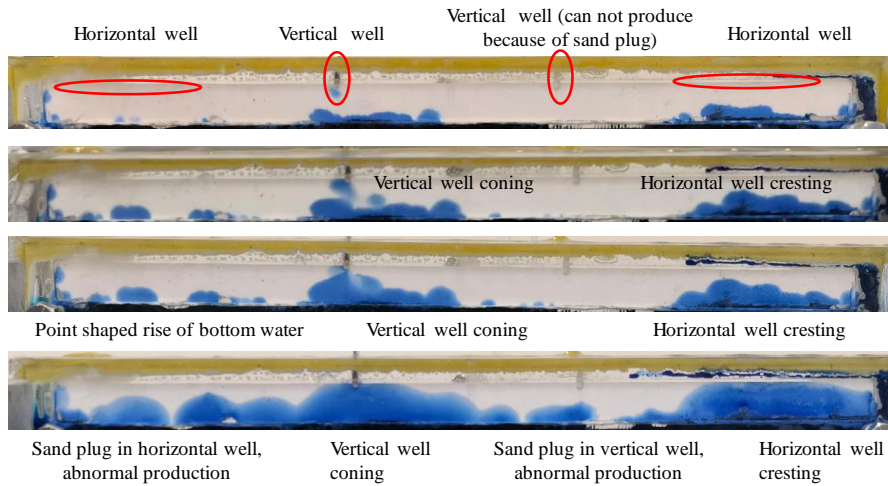 Horizontal well
Vertical well
Vertical well (can not produce
because of sand plug)
Horizontal well
Vertical well coning
Horizontal well cresting
Point shaped rise of bottom water
Vertical well coning
Horizontal well cresting
Sand plug in horizontal well,
abnormal production
Vertical well
coning
Sand plug in vertical well,
abnormal production
Horizontal well
cresting